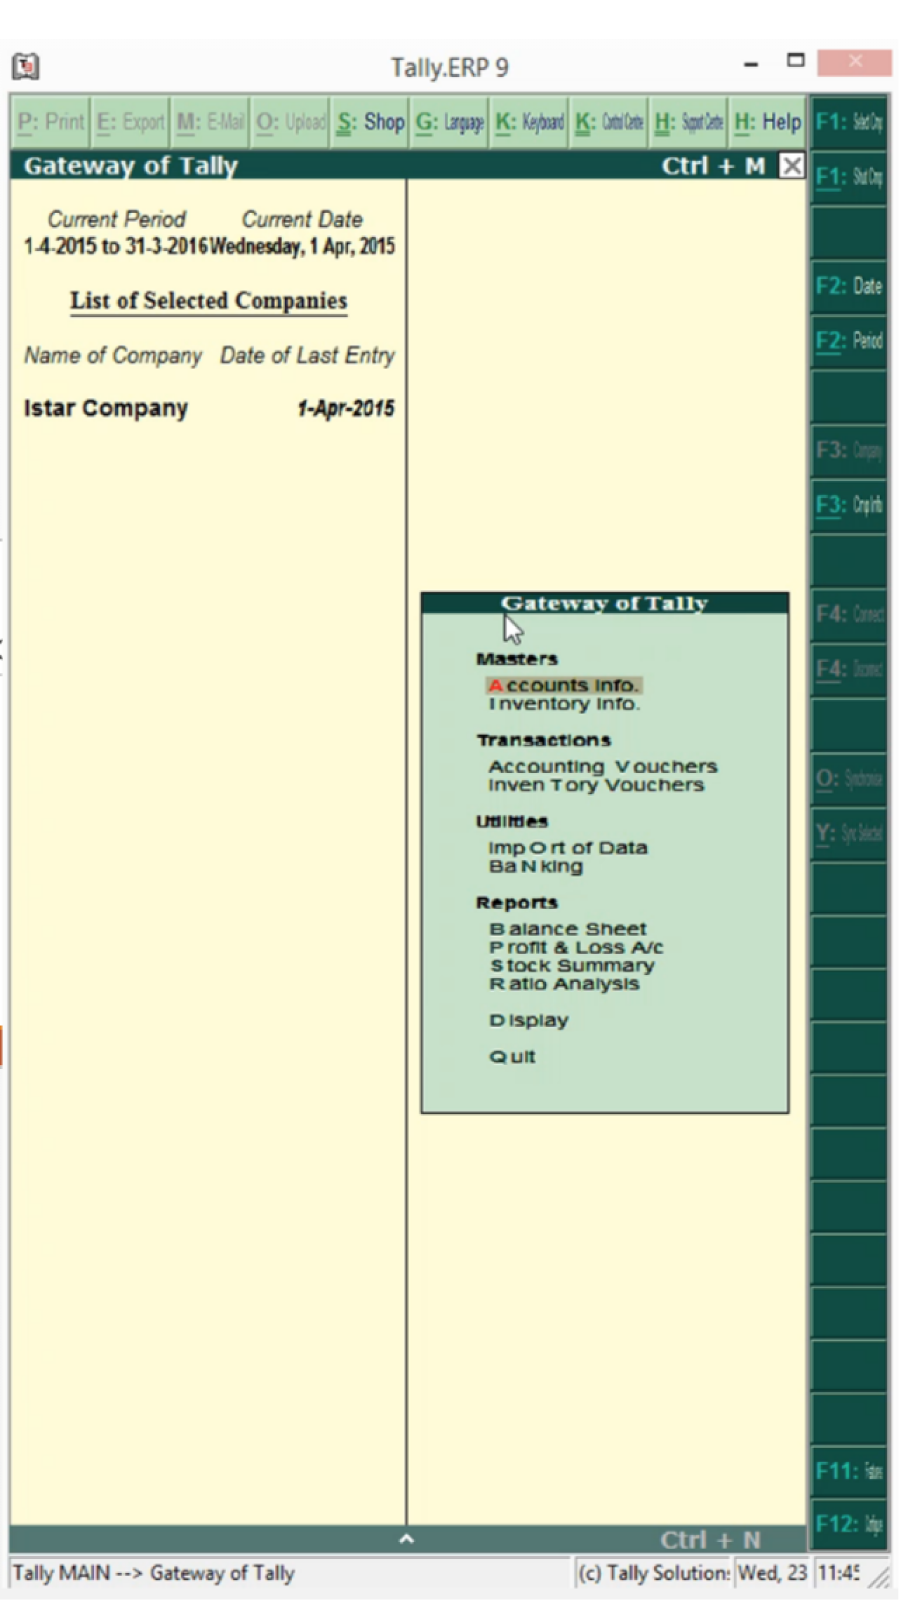 Tally.ERP 9
P: Print E: Export M: E-Mail O: Upload S: Shop G: Language K: Keyboard K: Control Centre H: Support Centre H: Help F1: Select Cmp
Gateway of Tally Ctrl + M
F1: Shut Cmp
Current Period Current Date
1-4-2015 to 31-3-2016 Wednesday, 1 Apr, 2015
F2: Date
List of Selected Companies
F2: Period
Name of Company Date of Last Entry
Istar Company 1-Apr-2015
F3: Company
F3: Cmp Info
Gateway of Tally
F4: Connect
Masters
F4: Disconnect
Accounts Info.
Inventory Info.
Transactions
Accounting Vouchers
O: Synchronise
Inven Tory Vouchers
Utilities
Y: Sync Selected
Imp O rt of Data
Ba N king
Reports
Balance Sheet
Profit & Loss A/c
Stock Summary
Ratio Analysis
Display
Quit
F11: Features
F12: Configure
Ctrl + N
Tally MAIN --> Gateway of Tally (c) Tally Solution Wed, 23 11:45